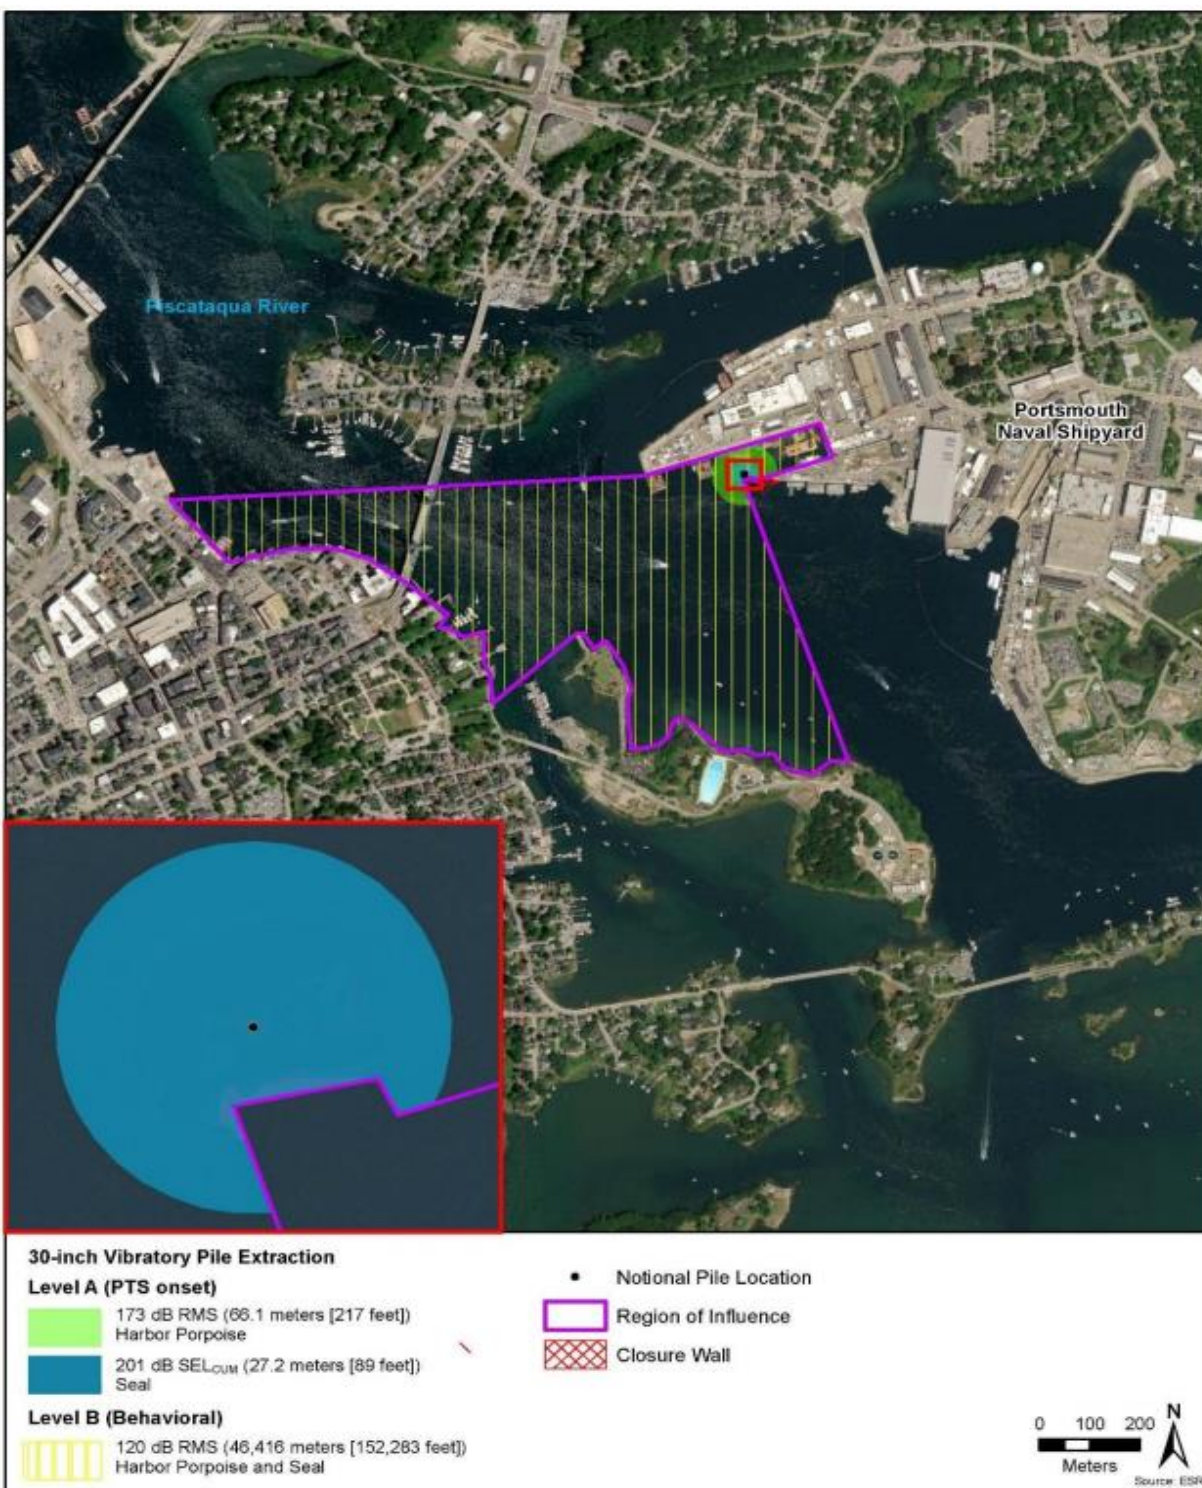 Piscataqua River
Portsmouth
Naval Shipyard
30-inch Vibratory Pile Extraction
Level A (PTS onset)
173 dB RMS (66.1 meters [217 feet])
Harbor Porpoise
201 dB SELCUM (27.2 meters [89 feet])
Seal
Level B (Behavioral)
120 dB RMS (46,416 meters [152,283 feet])
Harbor Porpoise and Seal
Notional Pile Location
Region of Influence
Closure Wall
0 100 200
Meters
N
Source: ESRI